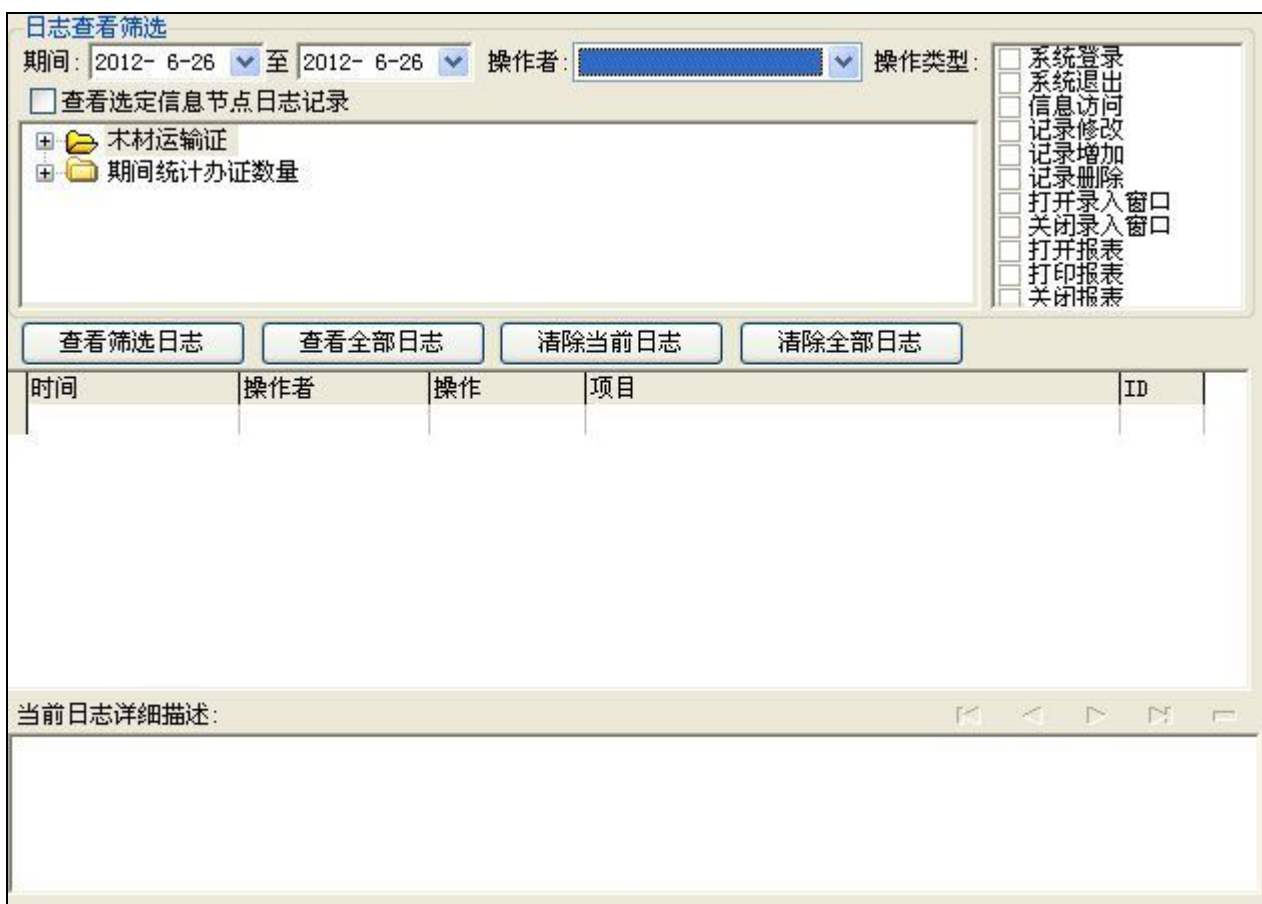 日志查看筛选
期间: 2012- 6-26 至 2012- 6-26 操作者: 操作类型:
系统登录
系统退出
信息访问
记录修改
记录增加
记录删除
打开录入窗口
关闭录入窗口
打开报表
打印报表
关闭报表
查看选定信息节点日志记录
木材运输证
期间统计办证数量
查看筛选日志 查看全部日志 清除当前日志 清除全部日志
时间 操作者 操作 项目 ID
当前日志详细描述: